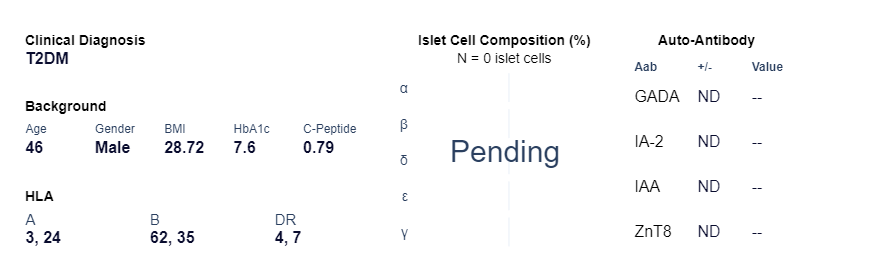 Clinical Diagnosis
T2DM
Background
Age Gender BMI HbA1c C-Peptide
46 Male 28.72 7.6 0.79
HLA
A B DR
3, 24 62, 35 4, 7
Islet Cell Composition (%)
N = 0 islet cells
α
β
δ
ε
γ
Pending
Auto-Antibody
Aab +/- Value
GADA ND --
IA-2 ND --
IAA ND --
ZnT8 ND --